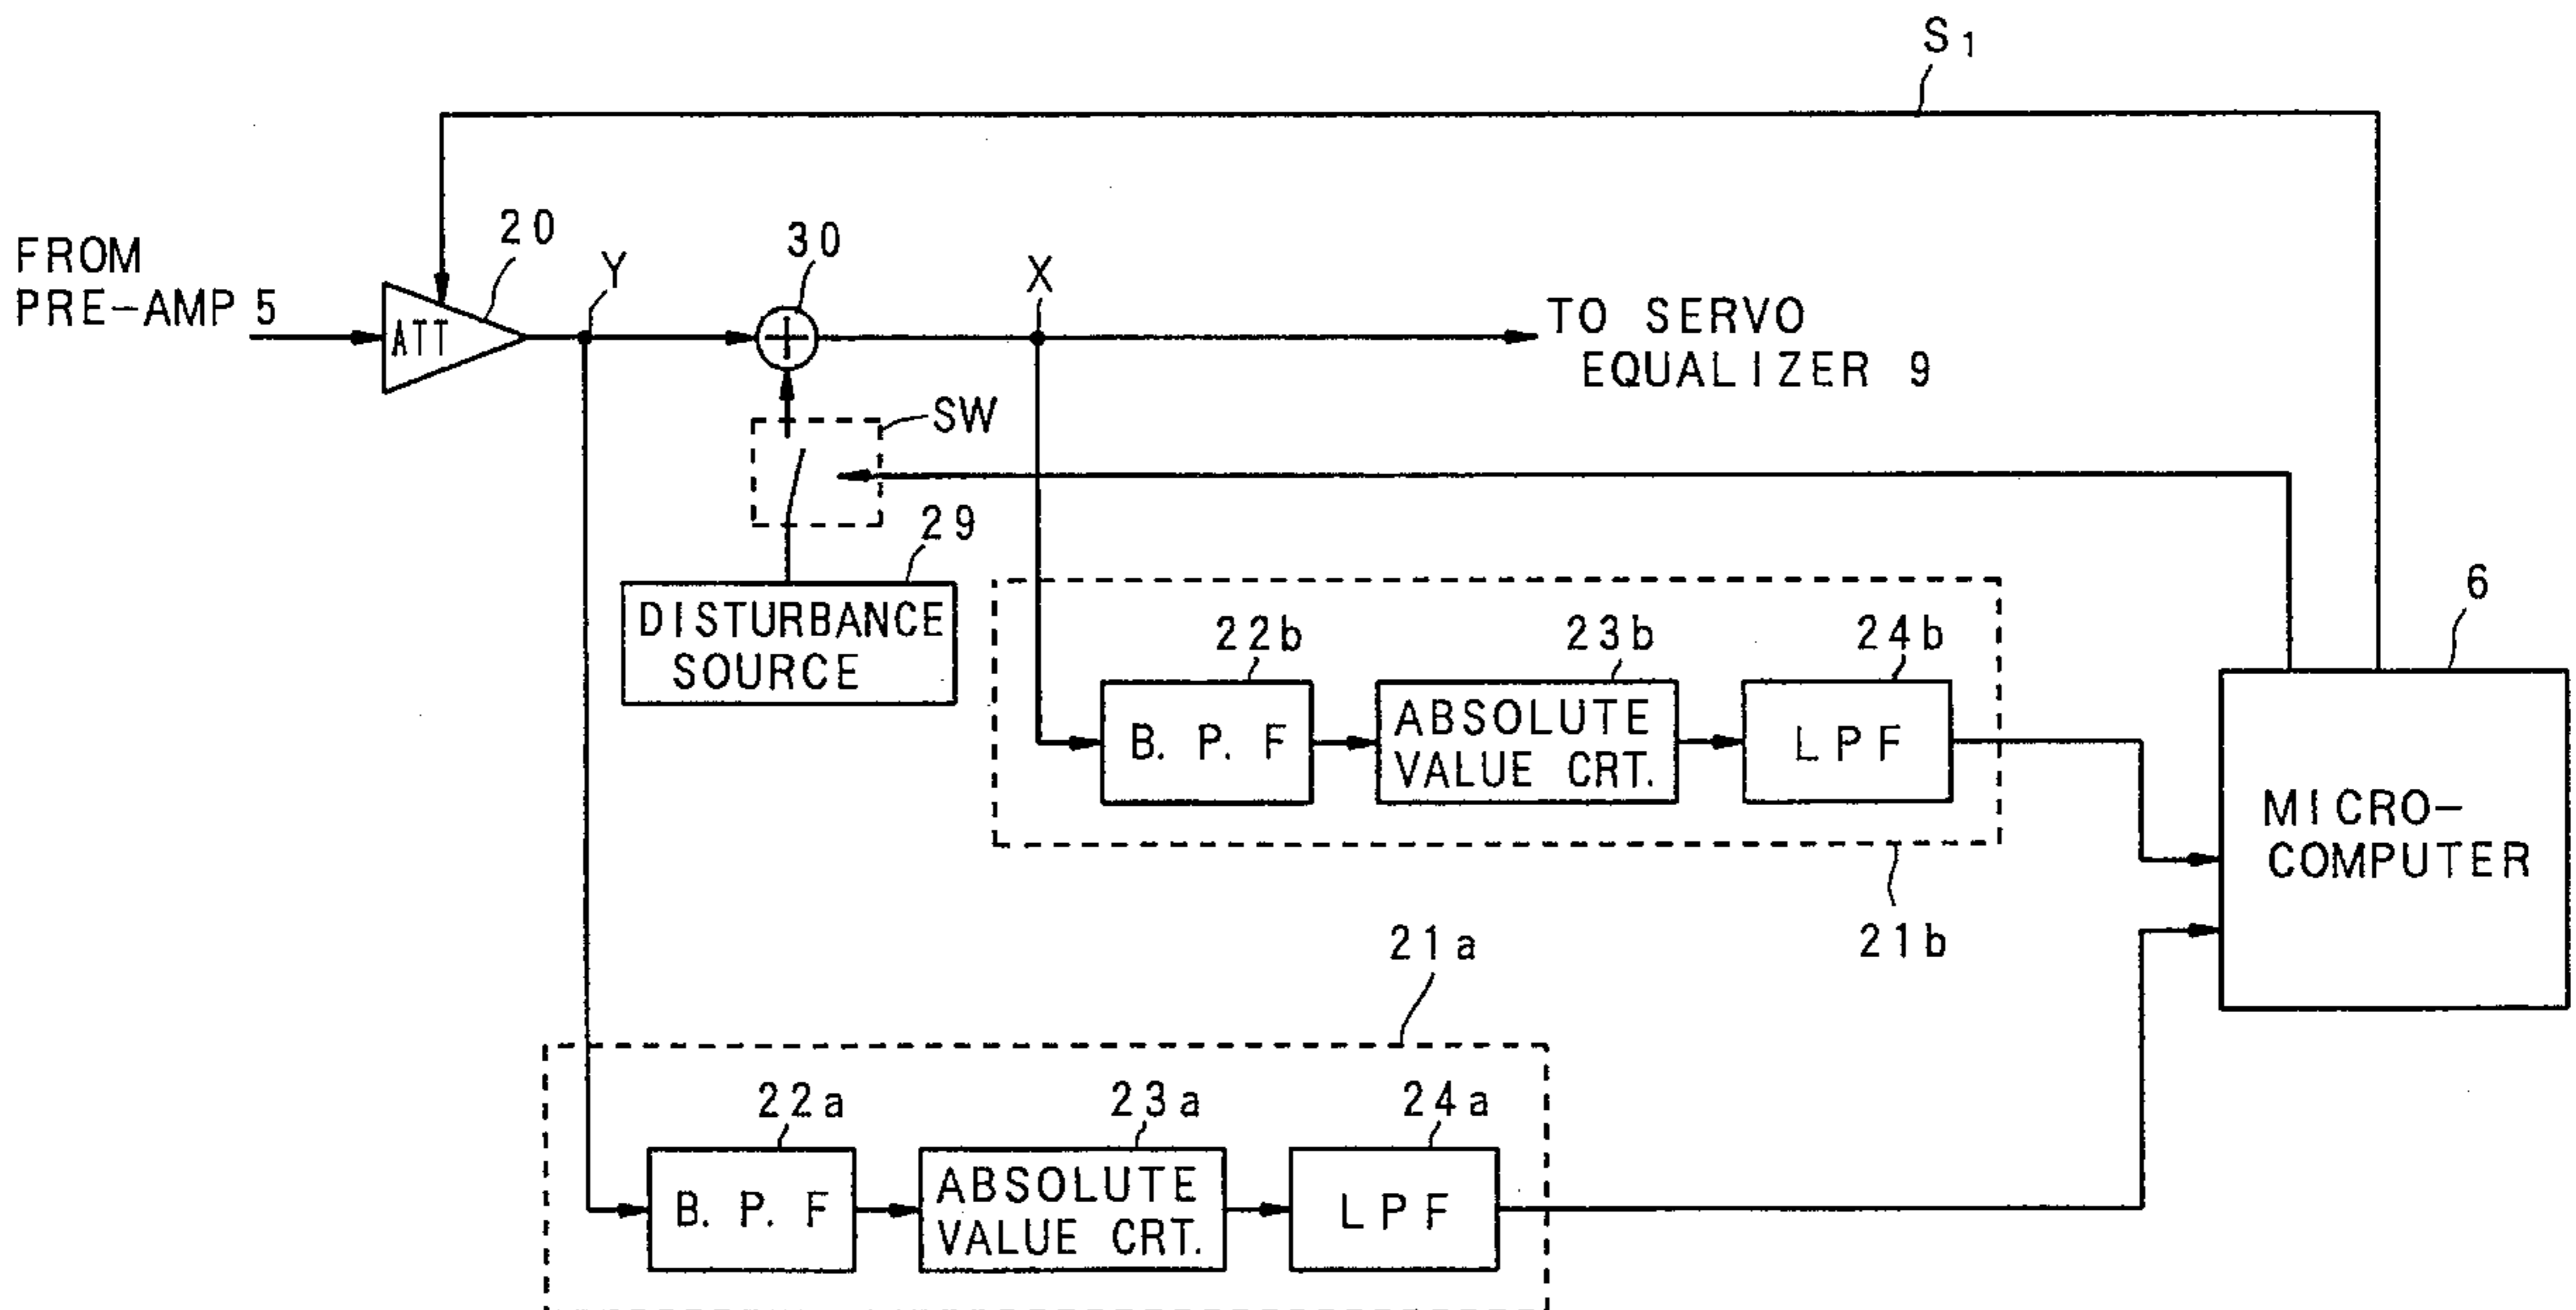 S1
FROM
PRE-AMP 5
20
Y
30
X
ATT
TO SERVO
EQUALIZER 9
SW
29
DISTURBANCE
SOURCE
6
22b
23b
24b
B. P. F
ABSOLUTE
VALUE CRT.
LPF
MICRO-
COMPUTER
21b
21a
22a
23a
24a
B. P. F
ABSOLUTE
VALUE CRT.
LPF